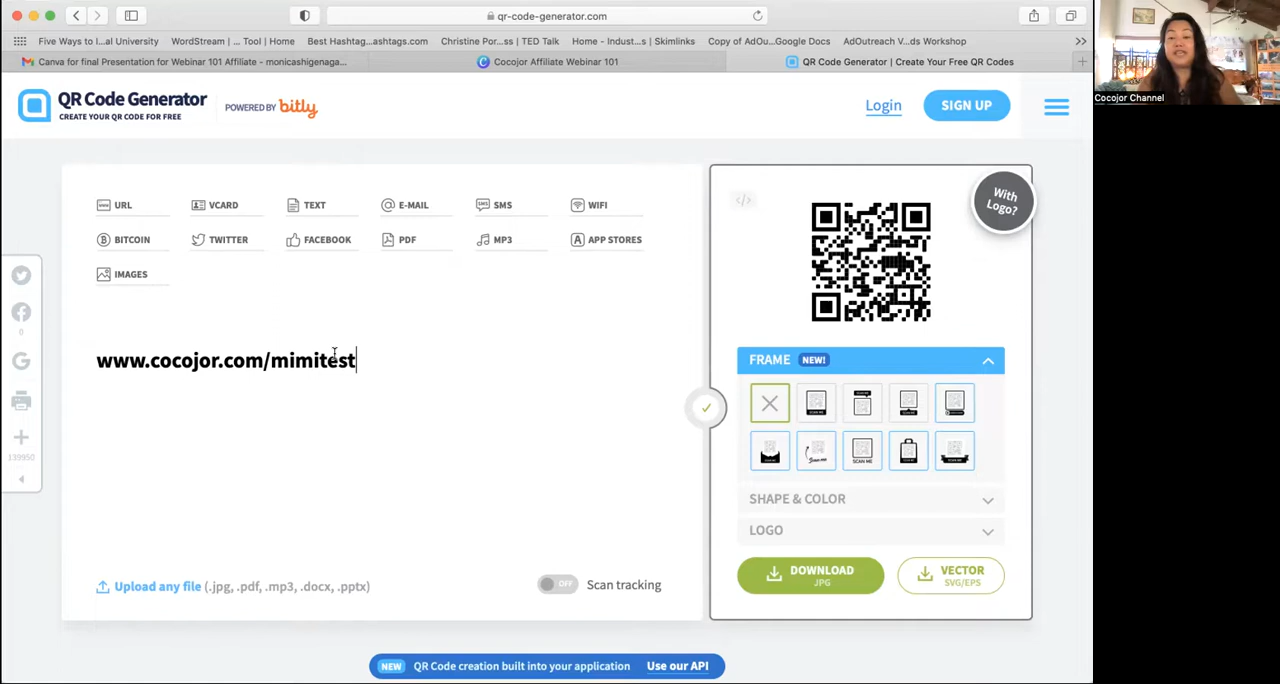 qr-code-generator.com
Five Ways to I...al University
WordStream | ... Tool | Home
Best Hashtag...ashtags.com
Christine Por...ss | TED Talk
Home - Indust...s | Skimlinks
Copy of AdOu...Google Docs
AdOutreach V...ds Workshop
Canva for final Presentation for Webinar 101 Affiliate - monicashigenaga...
Cocojor Affiliate Webinar 101
QR Code Generator | Create Your Free QR Codes
Cocojor Channel
QR Code Generator
CREATE YOUR QR CODE FOR FREE
POWERED BY bitly
Login
SIGN UP
URL
VCARD
TEXT
E-MAIL
SMS
WIFI
BITCOIN
TWITTER
FACEBOOK
PDF
MP3
APP STORES
IMAGES
With
Logo?
www.cocojor.com/mimitest
0
139950
FRAME NEW!
SCAN ME
Scan me
SHAPE & COLOR
LOGO
Upload any file (.jpg, .pdf, .mp3, .docx, .pptx)
OFF
Scan tracking
DOWNLOAD
JPG
VECTOR
SVG/EPS
NEW QR Code creation built into your application Use our API